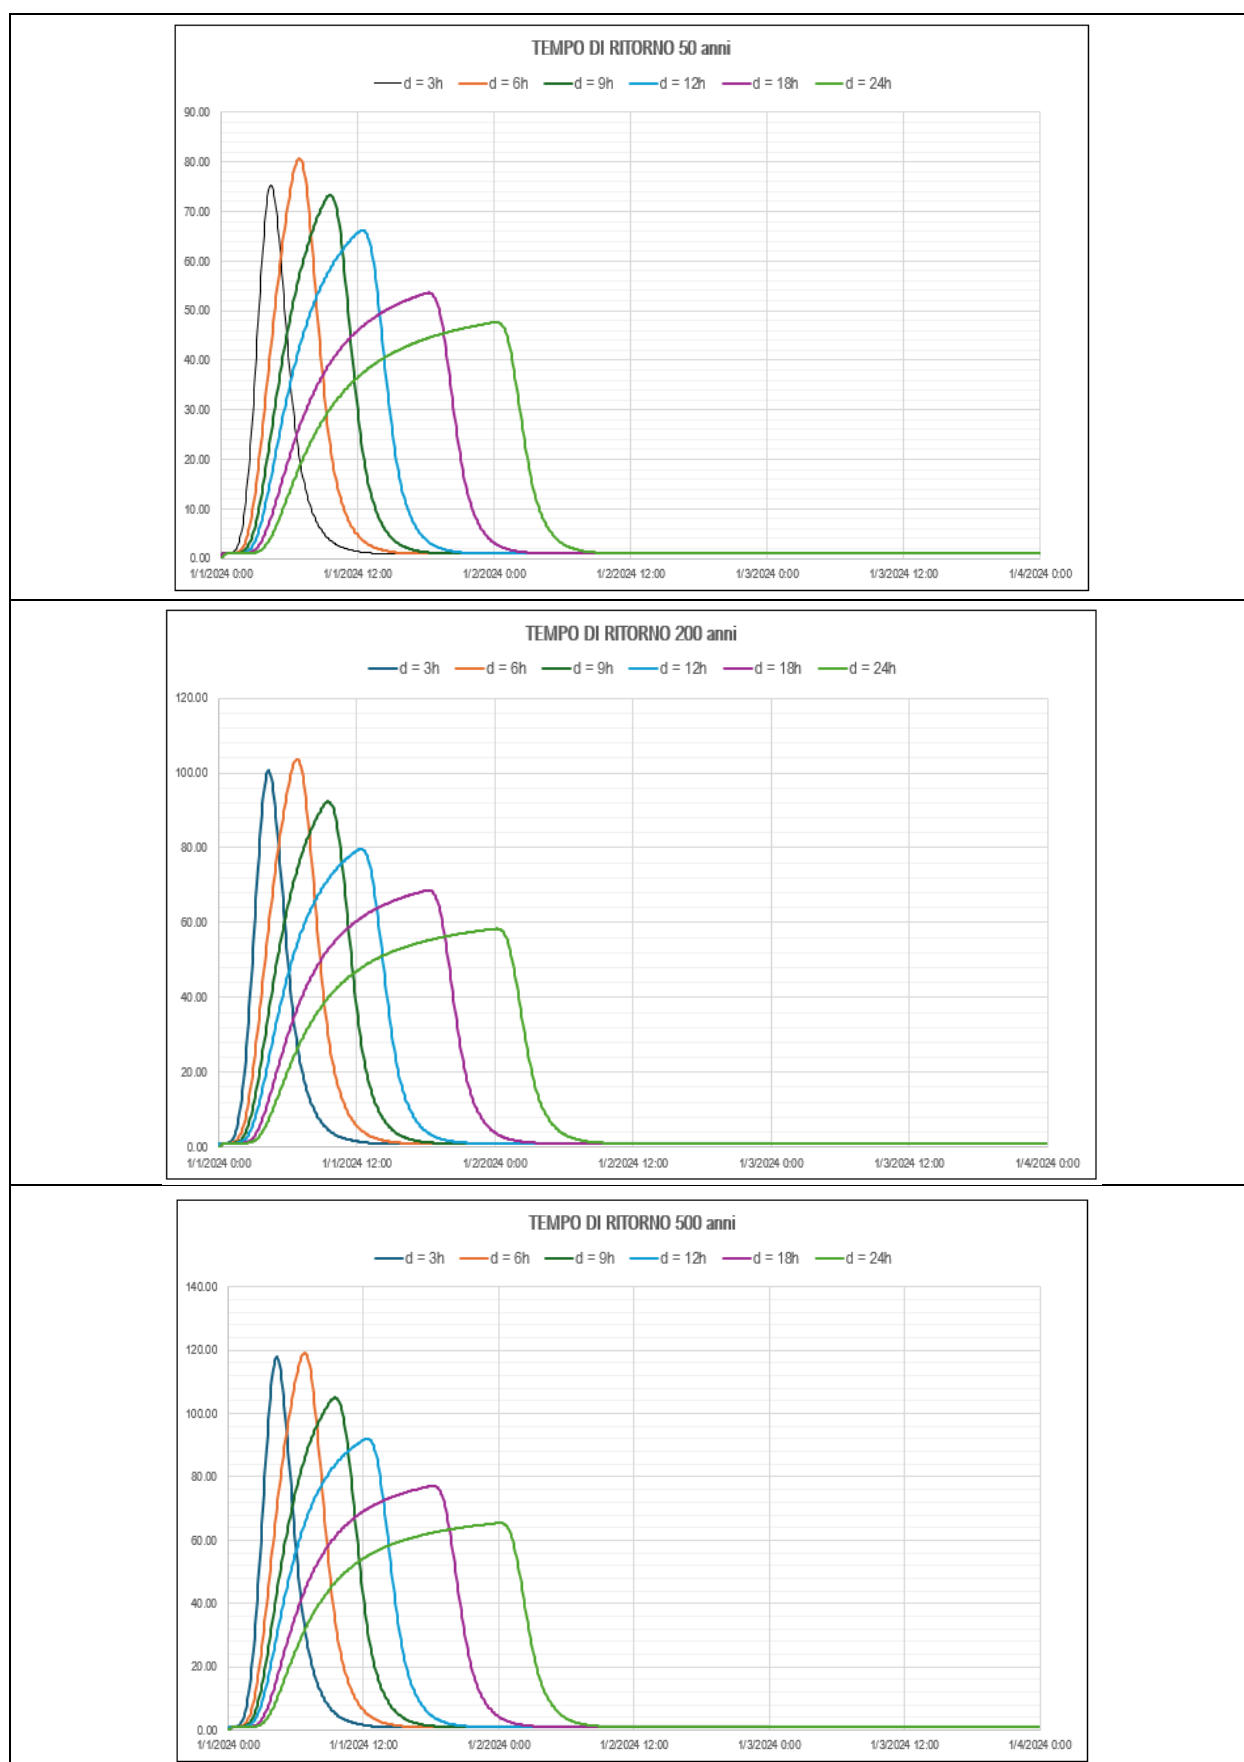 TEMPO DI RITORNO 50 anni
d = 3h d = 6h d = 9h d = 12h d = 18h d = 24h
90.00
80.00
70.00
60.00
50.00
40.00
30.00
20.00
10.00
0.00
1/1/2024 0:00 1/1/2024 12:00 1/2/2024 0:00 1/2/2024 12:00 1/3/2024 0:00 1/3/2024 12:00 1/4/2024 0:00
TEMPO DI RITORNO 200 anni
d = 3h d = 6h d = 9h d = 12h d = 18h d = 24h
120.00
100.00
80.00
60.00
40.00
20.00
0.00
1/1/2024 0:00 1/1/2024 12:00 1/2/2024 0:00 1/2/2024 12:00 1/3/2024 0:00 1/3/2024 12:00 1/4/2024 0:00
TEMPO DI RITORNO 500 anni
d = 3h d = 6h d = 9h d = 12h d = 18h d = 24h
140.00
120.00
100.00
80.00
60.00
40.00
20.00
0.00
1/1/2024 0:00 1/1/2024 12:00 1/2/2024 0:00 1/2/2024 12:00 1/3/2024 0:00 1/3/2024 12:00 1/4/2024 0:00